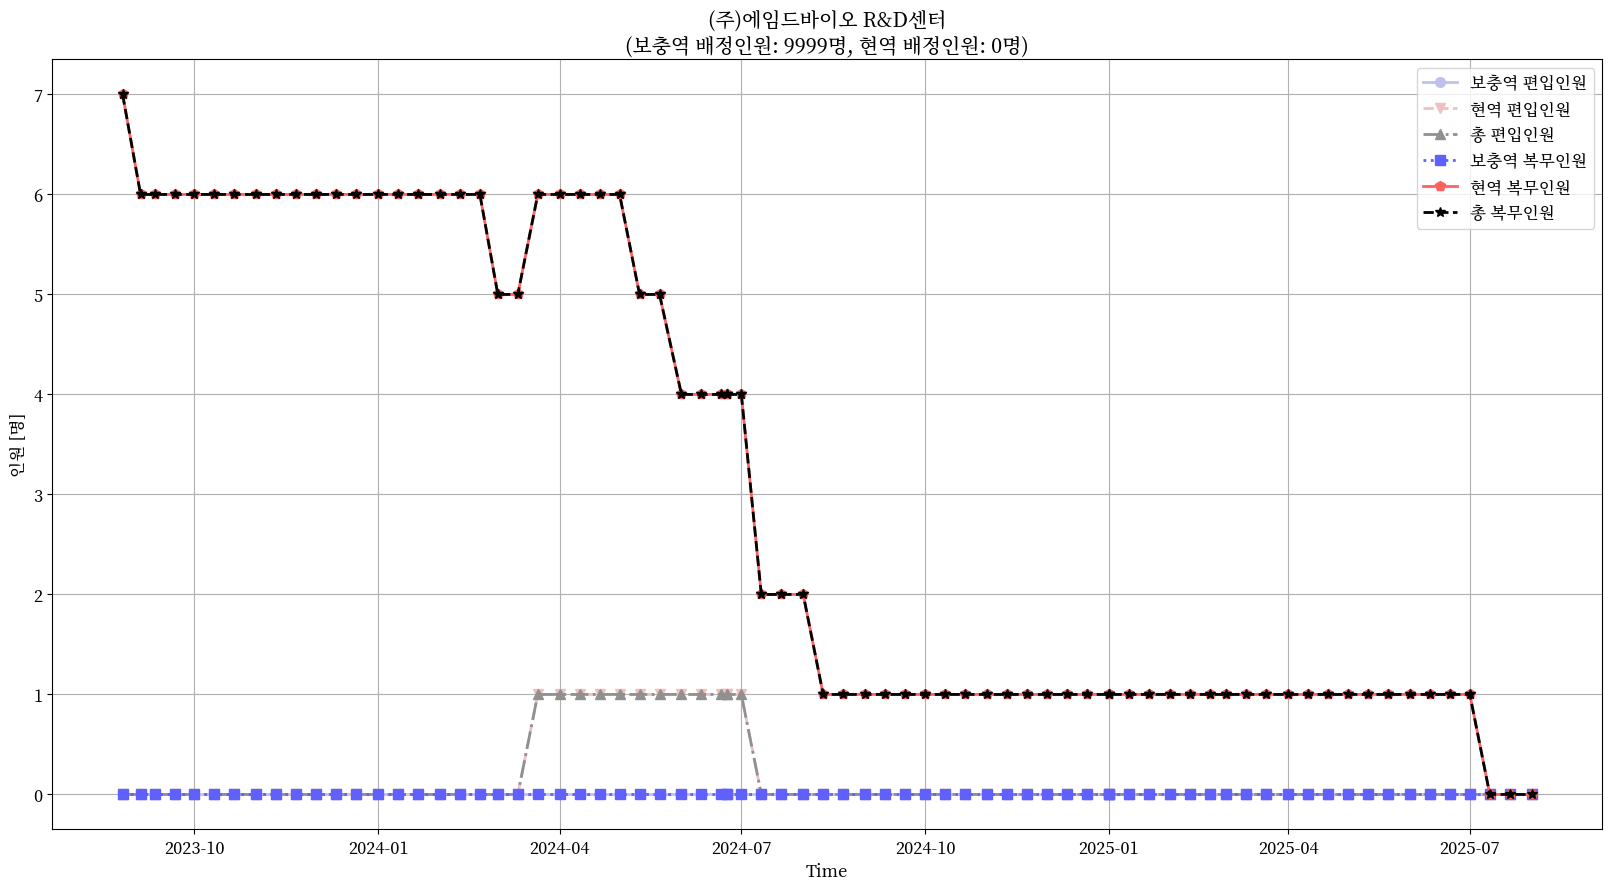 (주)에임드바이오 R&D센터
(보충역 배정인원: 9999명, 현역 배정인원: 0명)
인원 [명]
7
6
5
4
3
2
1
0
보충역 편입인원
현역 편입인원
총 편입인원
보충역 복무인원
현역 복무인원
총 복무인원
2023-10
2024-01
2024-04
2024-07
2024-10
2025-01
2025-04
2025-07
Time